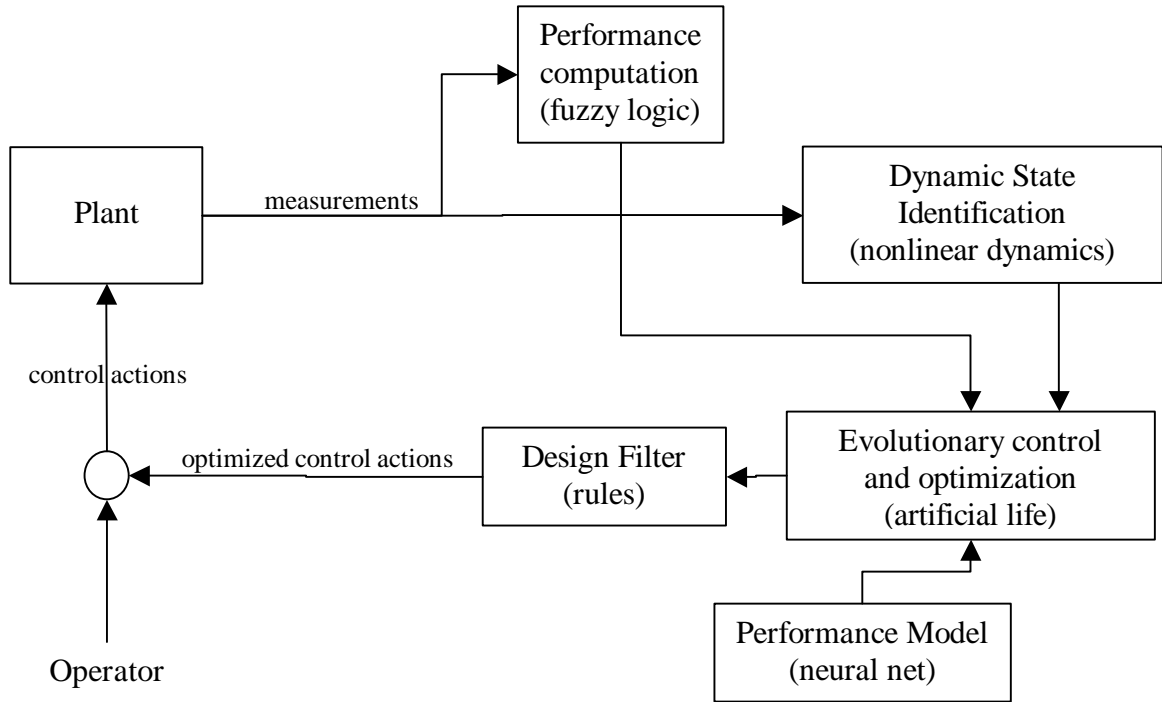 Performance
computation
(fuzzy logic)
Plant
measurements
Dynamic State
Identification
(nonlinear dynamics)
control actions
optimized control actions
Design Filter
(rules)
Evolutionary control
and optimization
(artificial life)
Performance Model
(neural net)
Operator